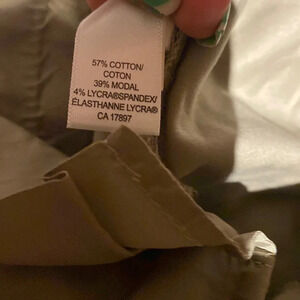 57% COTTON/
COTON
39% MODAL
4% LYCRA®SPANDEX/
ÉLASTHANNE LYCRA®
CA 17897